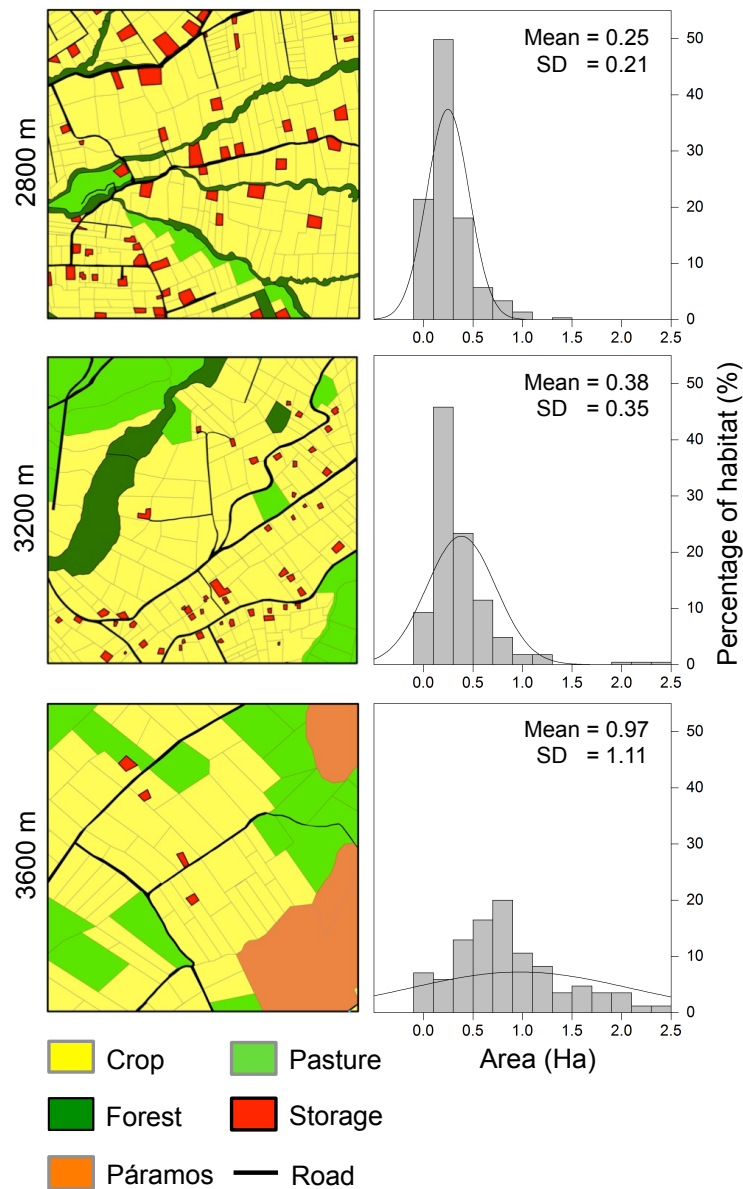 2800 m
Mean = 0.25
SD = 0.21
50
40
30
20
10
0
0.0 0.5 1.0 1.5 2.0 2.5
3200 m
Mean = 0.38
SD = 0.35
50
40
30
20
10
0
0.0 0.5 1.0 1.5 2.0 2.5
Percentage of habitat (%)
3600 m
Mean = 0.97
SD = 1.11
50
40
30
20
10
0
0.0 0.5 1.0 1.5 2.0 2.5
Area (Ha)
Crop
Pasture
Forest
Storage
Páramos
Road